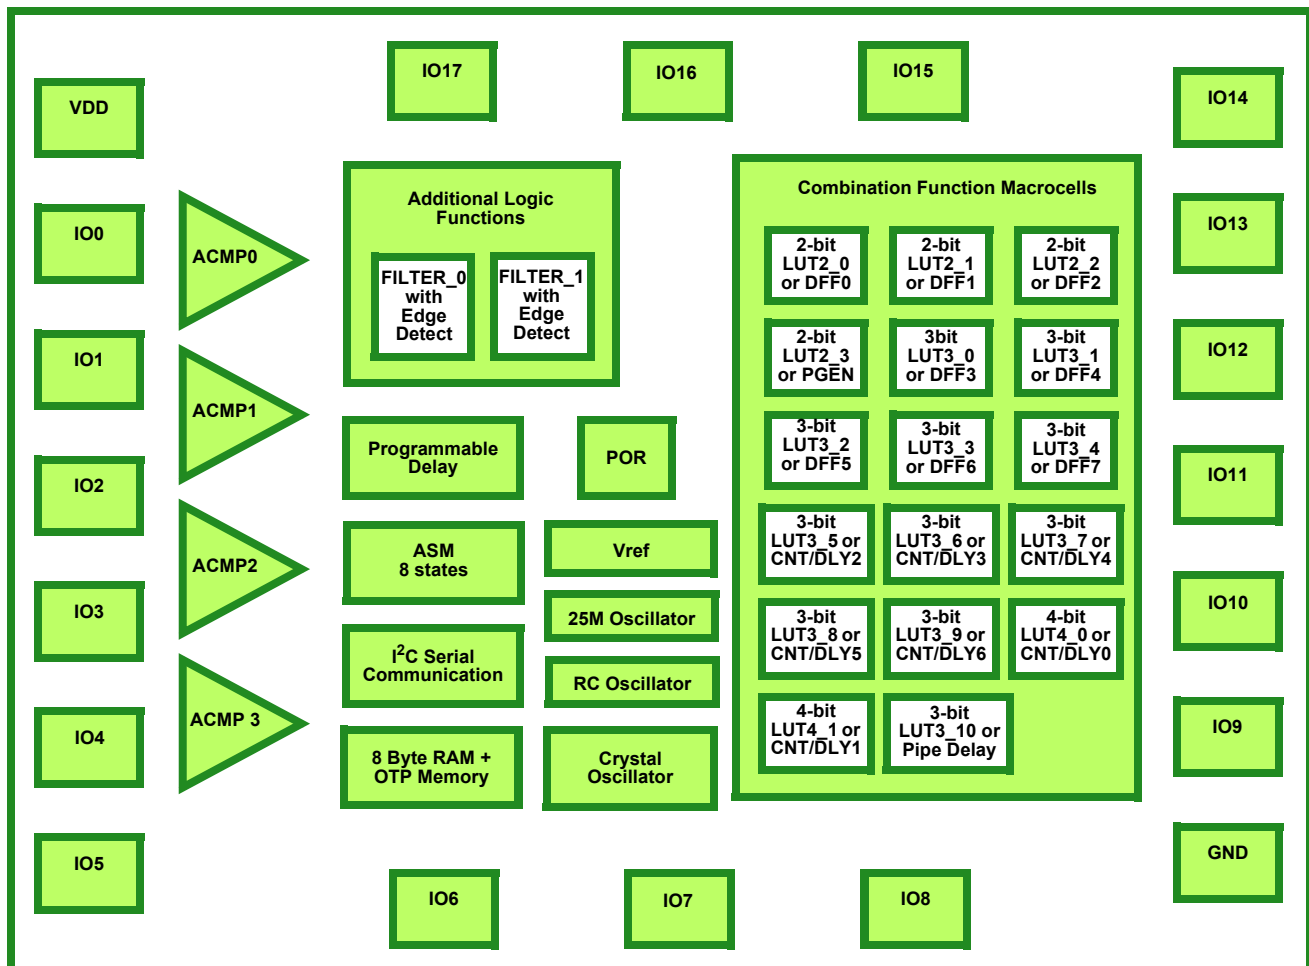 IO17
IO16
IO15
IO14
VDD
Additional Logic
Functions
Combination Function Macrocells
IO0
IO13
ACMP0
FILTER_0
with
Edge
Detect
FILTER_1
with
Edge
Detect
2-bit
LUT2_0
or DFF0
2-bit
LUT2_1
or DFF1
2-bit
LUT2_2
or DFF2
IO1
IO12
2-bit
LUT2_3
or PGEN
3bit
LUT3_0
or DFF3
3-bit
LUT3_1
or DFF4
ACMP1
Programmable
Delay
POR
3-bit
LUT3_2
or DFF5
3-bit
LUT3_3
or DFF6
3-bit
LUT3_4
or DFF7
IO2
IO11
ACMP2
ASM
8 states
Vref
3-bit
LUT3_5 or
CNT/DLY2
3-bit
LUT3_6 or
CNT/DLY3
3-bit
LUT3_7 or
CNT/DLY4
IO3
IO10
25M Oscillator
I²C Serial
Communication
RC Oscillator
3-bit
LUT3_8 or
CNT/DLY5
3-bit
LUT3_9 or
CNT/DLY6
4-bit
LUT4_0 or
CNT/DLY0
ACMP 3
IO4
IO9
8 Byte RAM +
OTP Memory
Crystal
Oscillator
4-bit
LUT4_1 or
CNT/DLY1
3-bit
LUT3_10 or
Pipe Delay
IO5
GND
IO6
IO7
IO8